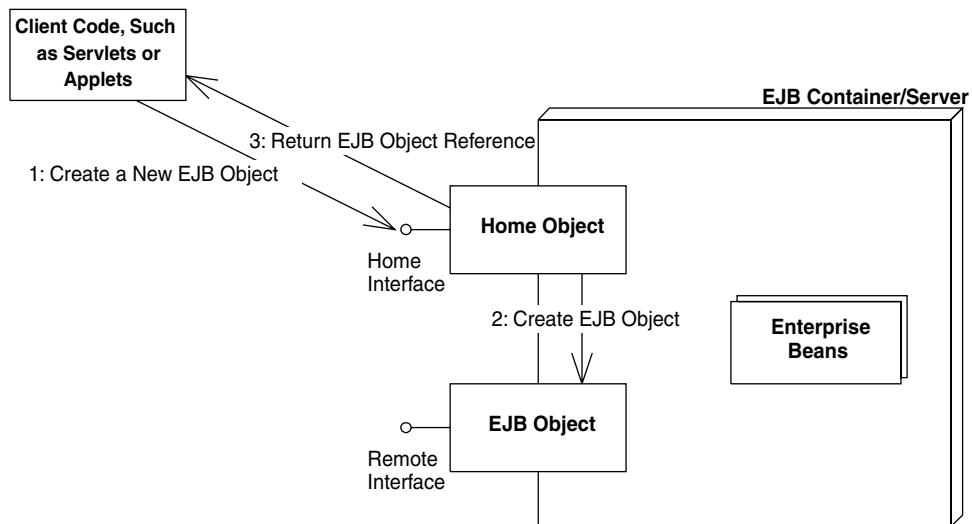 Client Code, Such
as Servlets or
Applets
EJB Container/Server
3: Return EJB Object Reference
1: Create a New EJB Object
Home Object
Home
Interface
2: Create EJB Object
Enterprise
Beans
EJB Object
Remote
Interface